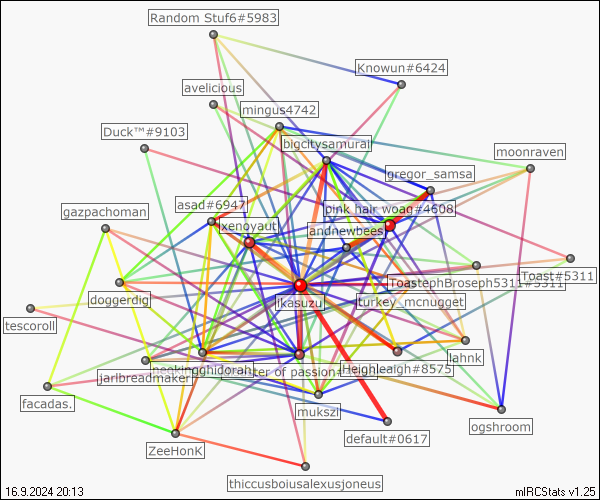 Random Stuf6#5983
Knowun#6424
avelicious
mingus4742
Duck™#9103
bigcitysamurai
moonraven
gregor_samsa
asad#6947
pink hair woag#4608
gazpachoman
xenoyaut
andnewbees
ToastephBroseph5311#5311
Toast#5311
doggerdig
ikasuzu
turkey_mcnugget
tescoroll
lahnk
neqkingghidorah
ster of passion#
Heighleaigh#8575
jaribreadmaker
facadas.
mukszi
ogshroom
default#0617
ZeeHonK
thiccusboiusalexusjoneus
16.9.2024 20:13
mIRCStats v1.25